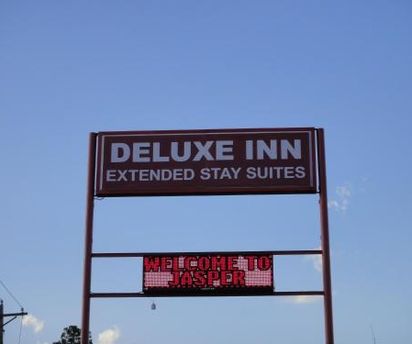 DELUXE INN
EXTENDED STAY SUITES
WELCOME TO
JASPER